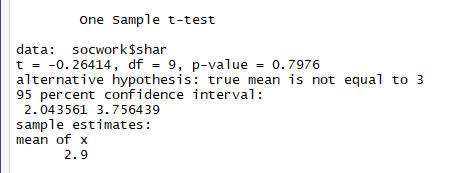 One Sample t-test
data: socwork$shar
t = -0.26414, df = 9, p-value = 0.7976
alternative hypothesis: true mean is not equal to 3
95 percent confidence interval:
2.043561 3.756439
sample estimates:
mean of x
2.9